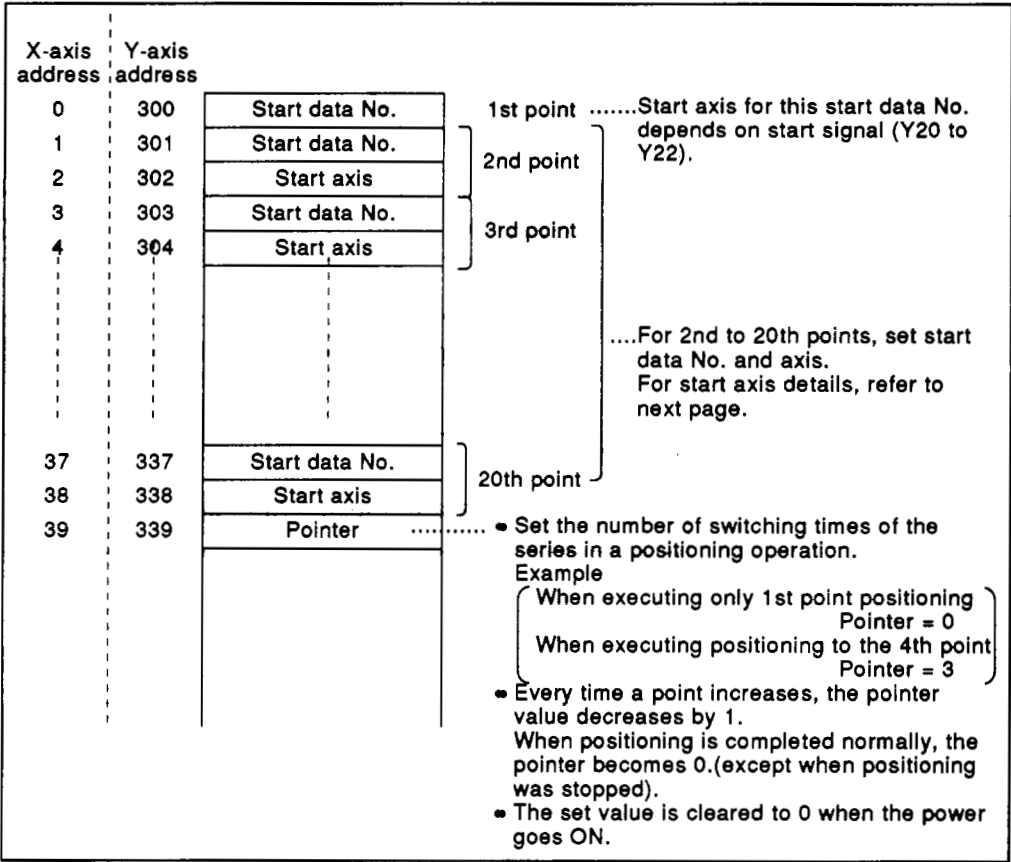 X-axis address
Y-axis address
0 300 Start data No. 1st point .......Start axis for this start data No.
depends on start signal (Y20 to
Y22).
1 301 Start data No.
2nd point
2 302 Start axis
3 303 Start data No.
3rd point
4 304 Start axis
....For 2nd to 20th points, set start
data No. and axis.
For start axis details, refer to
next page.
37 337 Start data No.
20th point
38 338 Start axis
39 339 Pointer ........... • Set the number of switching times of the
series in a positioning operation.
Example
When executing only 1st point positioning
Pointer = 0
When executing positioning to the 4th point
Pointer = 3
• Every time a point increases, the pointer
value decreases by 1.
When positioning is completed normally, the
pointer becomes 0.(except when positioning
was stopped).
• The set value is cleared to 0 when the power
goes ON.